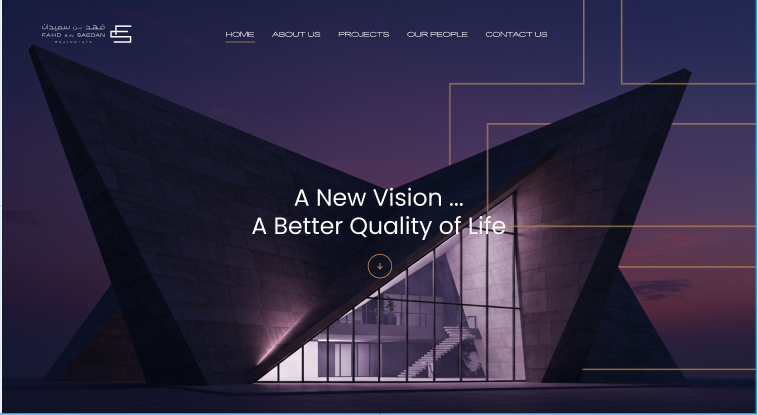 فهد بن سعيدان
FAHD BIN SAEDAN
REALESTATE
HOME
ABOUT US
PROJECTS
OUR PEOPLE
CONTACT US
A New Vision ...
A Better Quality of Life